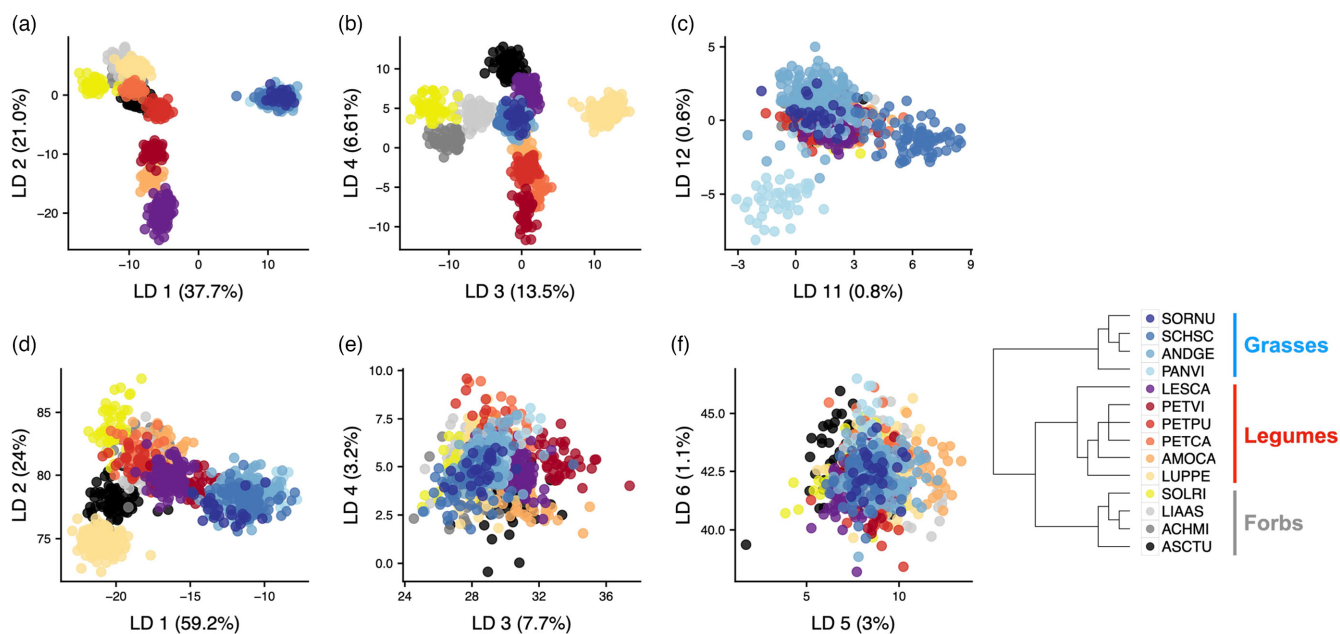 (a)
(b)
(c)
0
−10
−20
LD 2 (21.0%)
−10
0
10
LD 1 (37.7%)
10
5
0
−5
−10
LD 4 (6.61%)
−10
0
10
LD 3 (13.5%)
5
0
−5
LD 12 (0.6%)
−3
0
3
6
9
LD 11 (0.8%)
(d)
(e)
(f)
85
80
75
LD 2 (24%)
−20
−15
−10
LD 1 (59.2%)
10.0
7.5
5.0
2.5
0.0
LD 4 (3.2%)
24
28
32
36
LD 3 (7.7%)
45.0
42.5
40.0
LD 6 (1.1%)
5
10
LD 5 (3%)
SORNU
SCHSC
ANDGE
PANVI
LESCA
PETVI
PETPU
PETCA
AMOCA
LUPPE
SOLRI
LIAAS
ACHMI
ASCTU
Grasses
Legumes
Forbs